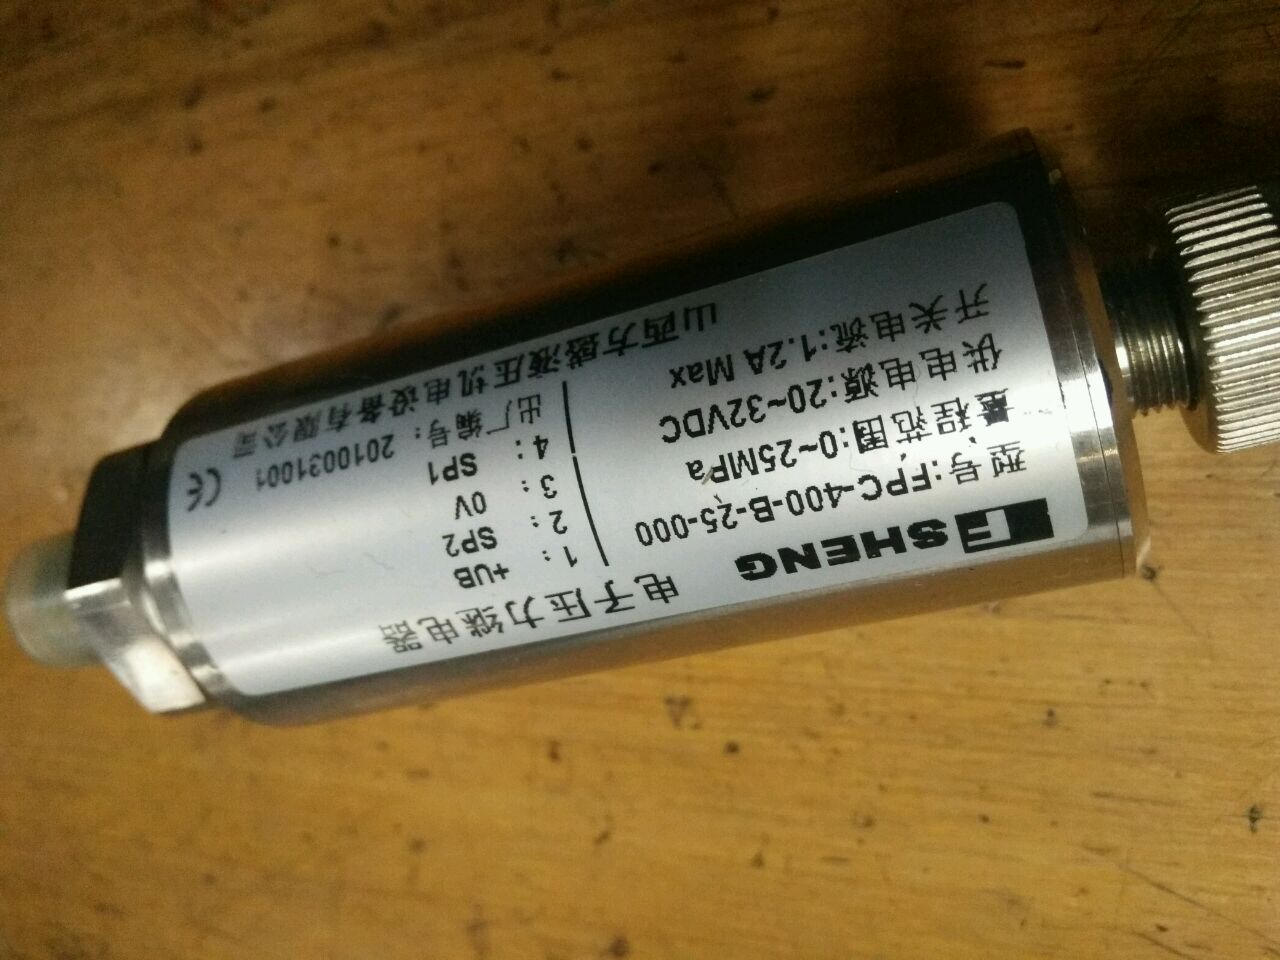 FSHENG 电子压力继电器
型号:FPC-400-B-25-000
量程范围:0~25MPa
供电电源:20~32VDC
开关电流:1.2A Max
1: +UB
2: SP2
3: 0V
4: SP1
出厂编号: 2010031001
山西方盛液压机电设备有限公司 CE